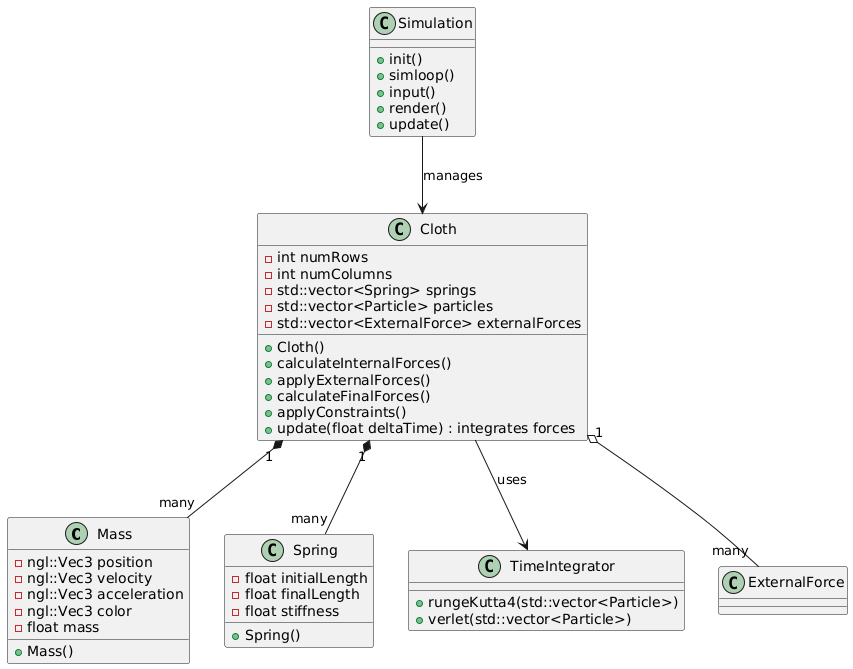 C Simulation
init()
simloop()
input()
render()
update()
manages
C Cloth
int numRows
int numColumns
std::vector<Spring> springs
std::vector<Particle> particles
std::vector<ExternalForce> externalForces
Cloth()
calculateInternalForces()
applyExternalForces()
calculateFinalForces()
applyConstraints()
update(float deltaTime) : integrates forces
1
1
1
uses
many
many
many
C Mass
ngl::Vec3 position
ngl::Vec3 velocity
ngl::Vec3 acceleration
ngl::Vec3 color
float mass
Mass()
C Spring
float initialLength
float finalLength
float stiffness
Spring()
C TimeIntegrator
rungeKutta4(std::vector<Particle>)
verlet(std::vector<Particle>)
C ExternalForce